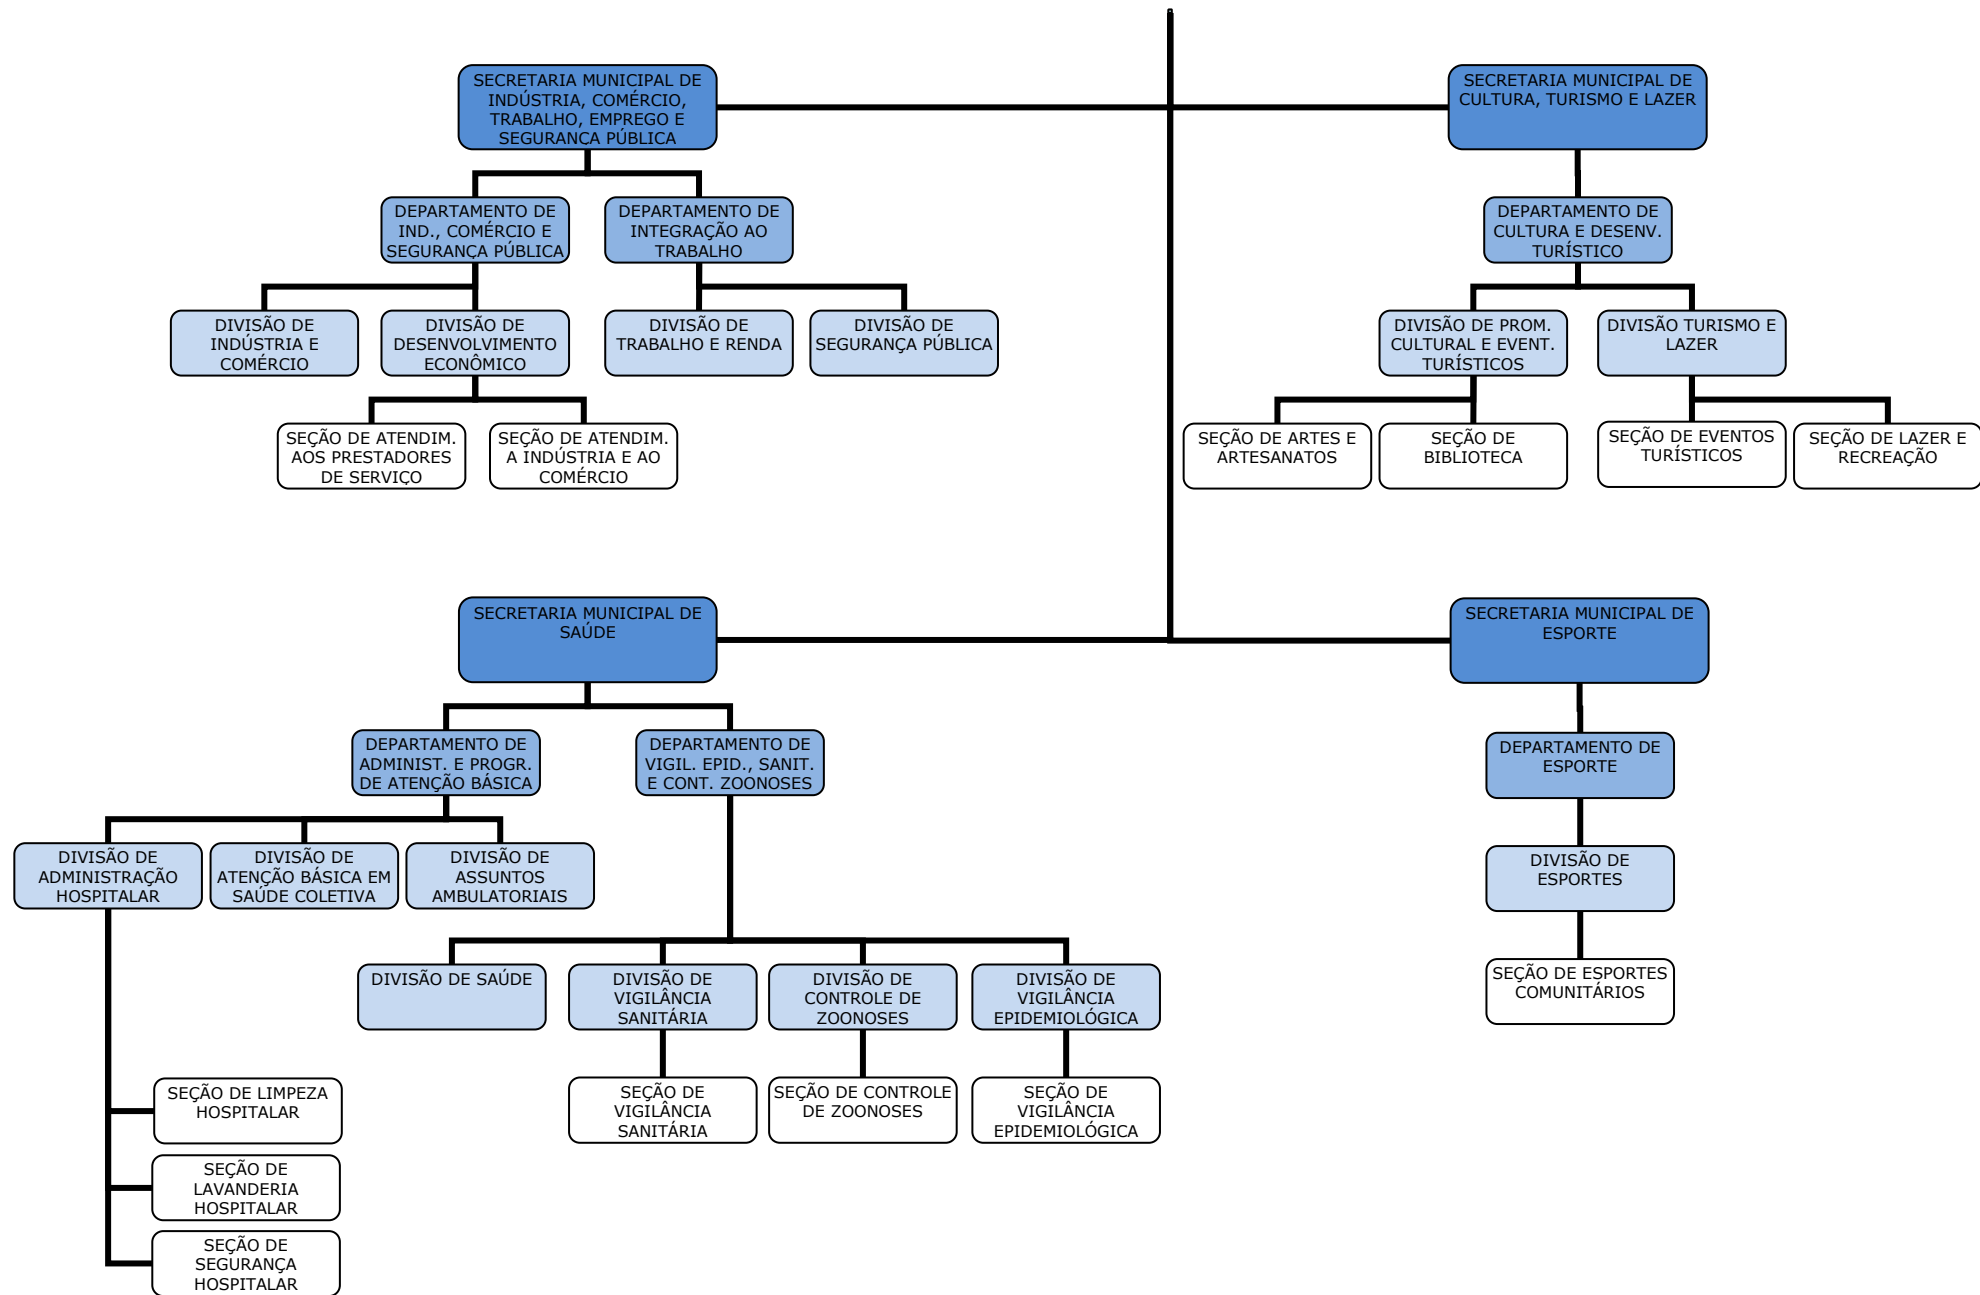 SECRETARIA MUNICIPAL DE
INDÚSTRIA, COMÉRCIO,
TRABALHO, EMPREGO E
SEGURANÇA PÚBLICA
SECRETARIA MUNICIPAL DE
CULTURA, TURISMO E LAZER
DEPARTAMENTO DE
IND., COMÉRCIO E
SEGURANÇA PÚBLICA
DEPARTAMENTO DE
INTEGRAÇÃO AO
TRABALHO
DEPARTAMENTO DE
CULTURA E DESENV.
TURÍSTICO
DIVISÃO DE
INDÚSTRIA E
COMÉRCIO
DIVISÃO DE
DESENVOLVIMENTO
ECONÔMICO
DIVISÃO DE
TRABALHO E RENDA
DIVISÃO DE
SEGURANÇA PÚBLICA
DIVISÃO DE PROM.
CULTURAL E EVENT.
TURÍSTICOS
DIVISÃO TURISMO E
LAZER
SEÇÃO DE ATENDIM.
AOS PRESTADORES
DE SERVIÇO
SEÇÃO DE ATENDIM.
A INDÚSTRIA E AO
COMÉRCIO
SEÇÃO DE ARTES E
ARTESANATOS
SEÇÃO DE
BIBLIOTECA
SEÇÃO DE EVENTOS
TURÍSTICOS
SEÇÃO DE LAZER E
RECREAÇÃO
SECRETARIA MUNICIPAL DE
SAÚDE
SECRETARIA MUNICIPAL DE
ESPORTE
DEPARTAMENTO DE
ADMINIST. E PROGR.
DE ATENÇÃO BÁSICA
DEPARTAMENTO DE
VIGIL. EPID., SANIT.
E CONT. ZOONOSES
DEPARTAMENTO DE
ESPORTE
DIVISÃO DE
ADMINISTRAÇÃO
HOSPITALAR
DIVISÃO DE
ATENÇÃO BÁSICA EM
SAÚDE COLETIVA
DIVISÃO DE
ASSUNTOS
AMBULATORIAIS
DIVISÃO DE
ESPORTES
DIVISÃO DE SAÚDE
DIVISÃO DE
VIGILÂNCIA
SANITÁRIA
DIVISÃO DE
CONTROLE DE
ZOONOSES
DIVISÃO DE
VIGILÂNCIA
EPIDEMIOLÓGICA
SEÇÃO DE ESPORTES
COMUNITÁRIOS
SEÇÃO DE LIMPEZA
HOSPITALAR
SEÇÃO DE
VIGILÂNCIA
SANITÁRIA
SEÇÃO DE CONTROLE
DE ZOONOSES
SEÇÃO DE
VIGILÂNCIA
EPIDEMIOLÓGICA
SEÇÃO DE
LAVANDERIA
HOSPITALAR
SEÇÃO DE
SEGURANÇA
HOSPITALAR